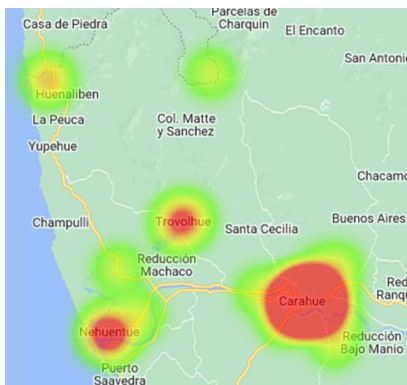 Parcelas de
Charquin
Casa de Piedra
El Encanto
San Antonio
Huenaliben
La Peuca
Col. Matte
y Sanchez
Yupehue
Chacamo
Trovolhue
Buenos Aires
Champulli
Santa Cecilia
Reducción
Machaco
Red
Ranqu
Carahue
Nehuentue
Reducción
Bajo Manio
Puerto
Saavedra